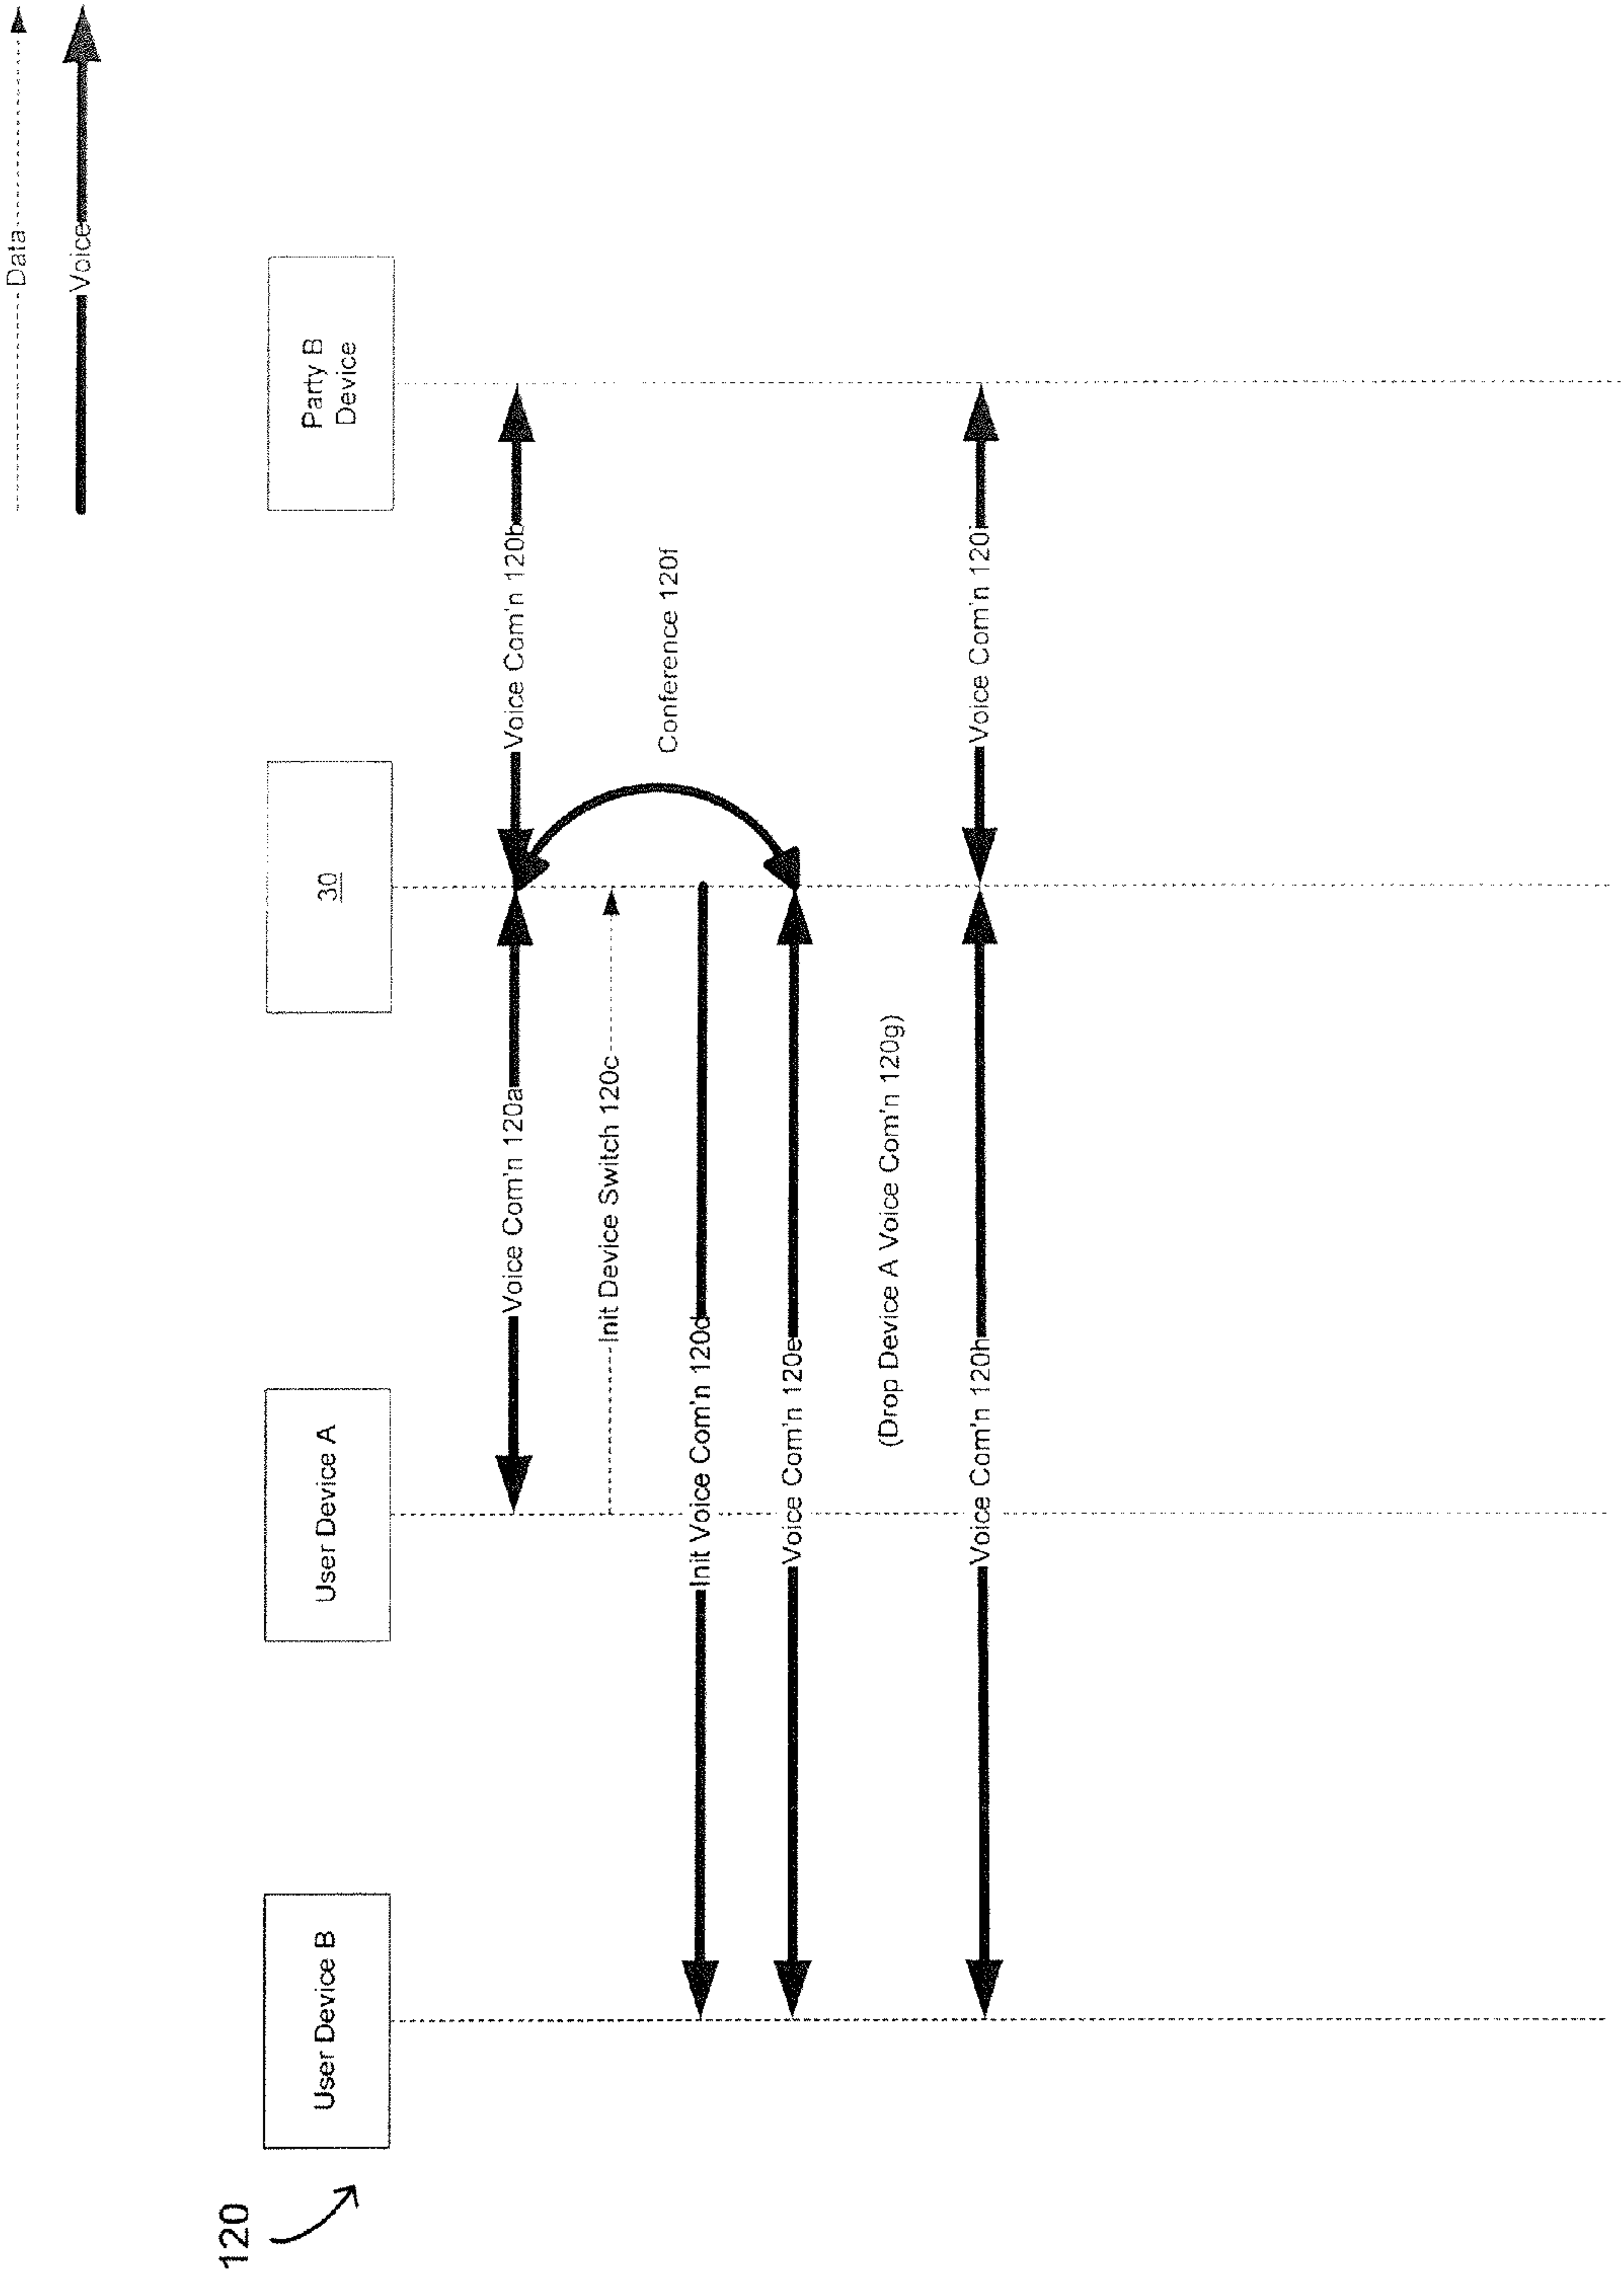 Data
Voice
120
User Device B
User Device A
30
Party B
Device
Voice Com'n 120a
Voice Com'n 120b
Init Device Switch 120c
Conference 120f
Init Voice Com'n 120d
Voice Com'n 120e
(Drop Device A Voice Com'n 120g)
Voice Com'n 120h
Voice Com'n 120i